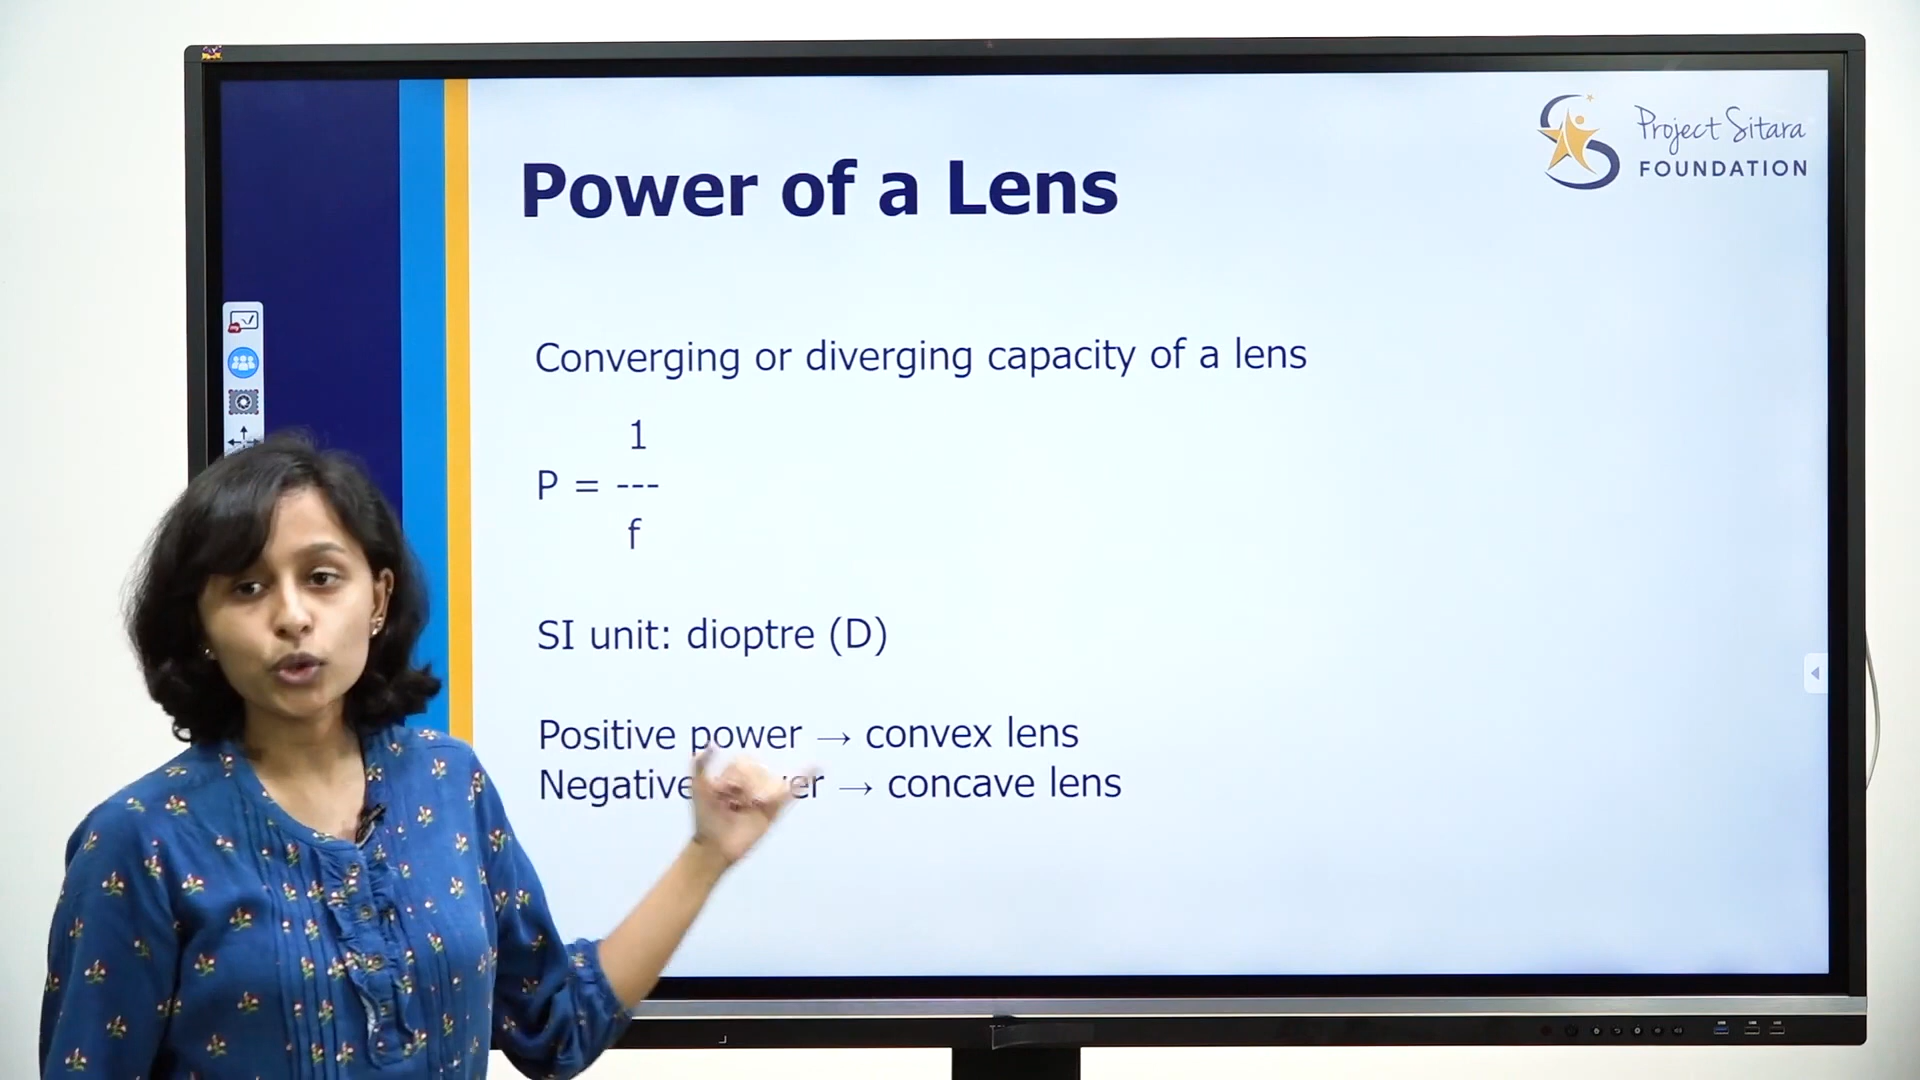 Project Sitara
FOUNDATION
Power of a Lens
Converging or diverging capacity of a lens
1
P = ---
f
SI unit: dioptre (D)
Positive power → convex lens
Negative er → concave lens